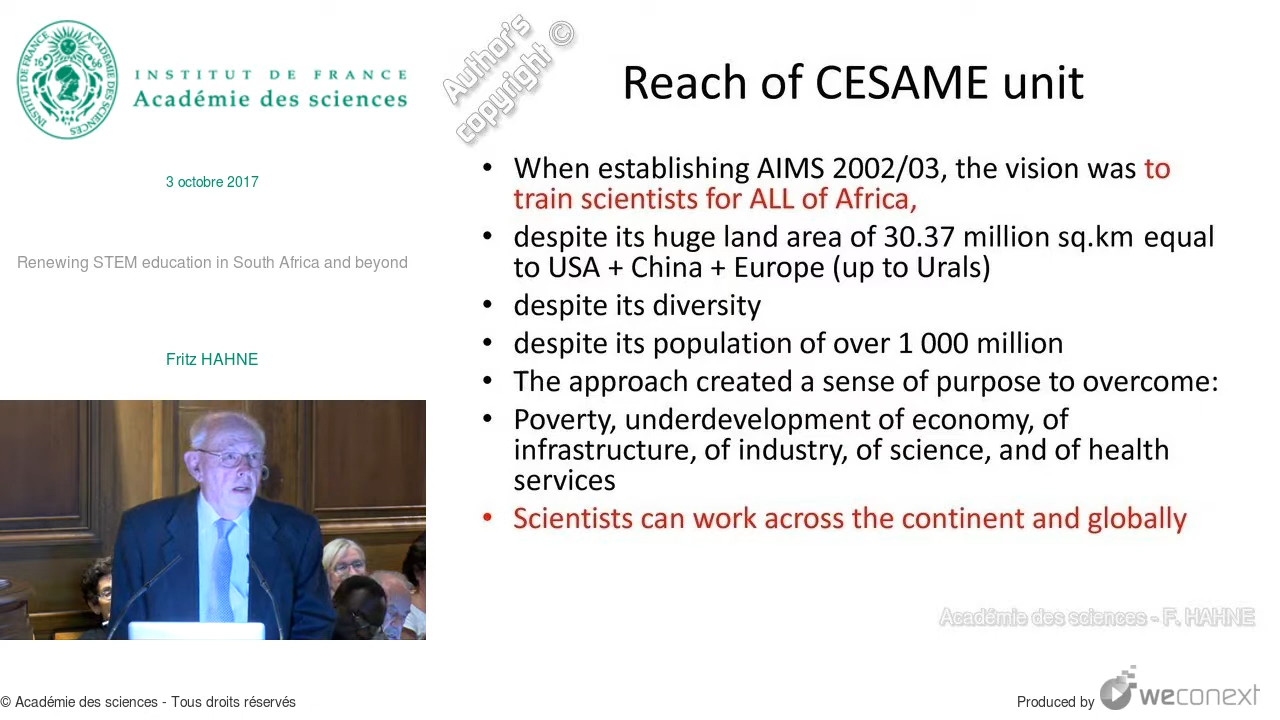 INSTITUT DE FRANCE
Académie des sciences
3 octobre 2017
Renewing STEM education in South Africa and beyond
Fritz HAHNE
Author's
copyright ©
Reach of CESAME unit
• When establishing AIMS 2002/03, the vision was to
train scientists for ALL of Africa,
• despite its huge land area of 30.37 million sq.km equal
to USA + China + Europe (up to Urals)
• despite its diversity
• despite its population of over 1 000 million
• The approach created a sense of purpose to overcome:
• Poverty, underdevelopment of economy, of
infrastructure, of industry, of science, and of health
services
• Scientists can work across the continent and globally
Académie des sciences - F. HAHNE
© Académie des sciences - Tous droits réservés
Produced by weconext